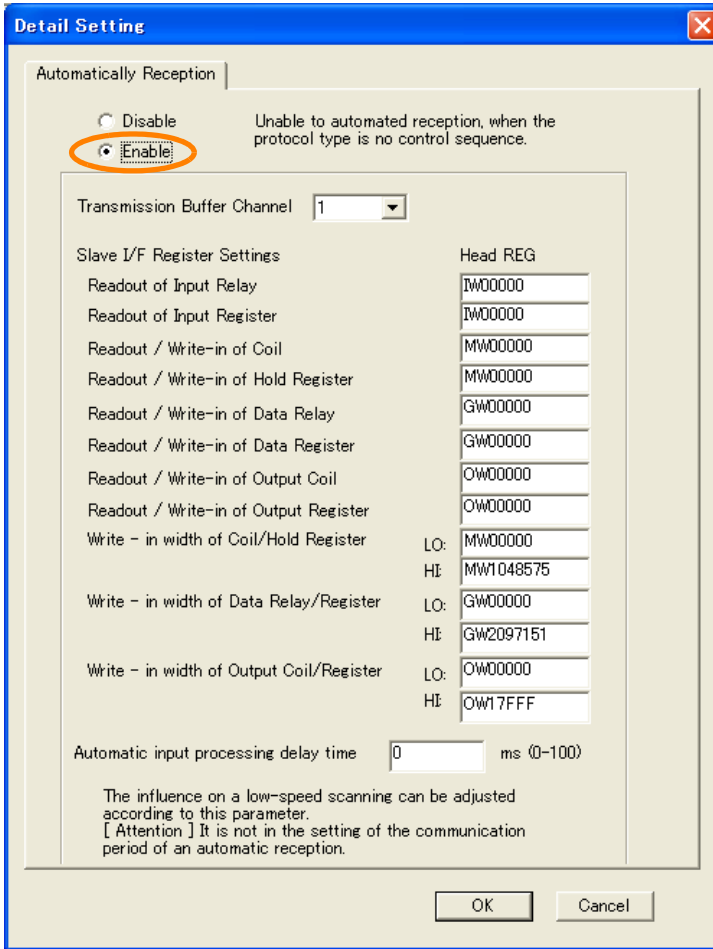 Detail Setting
Automatically Reception
Disable
Unable to automated reception, when the
protocol type is no control sequence.
Enable
Transmission Buffer Channel 1
Slave I/F Register Settings Head REG
Readout of Input Relay IW00000
Readout of Input Register IW00000
Readout / Write-in of Coil MW00000
Readout / Write-in of Hold Register MW00000
Readout / Write-in of Data Relay GW00000
Readout / Write-in of Data Register GW00000
Readout / Write-in of Output Coil OW00000
Readout / Write-in of Output Register OW00000
Write - in width of Coil/Hold Register LO: MW00000
HI: MW1048575
Write - in width of Data Relay/Register LO: GW00000
HI: GW2097151
Write - in width of Output Coil/Register LO: OW00000
HI: OW17FFF
Automatic input processing delay time 0 ms (0-100)
The influence on a low-speed scanning can be adjusted
according to this parameter.
[ Attention ] It is not in the setting of the communication
period of an automatic reception.
OK Cancel